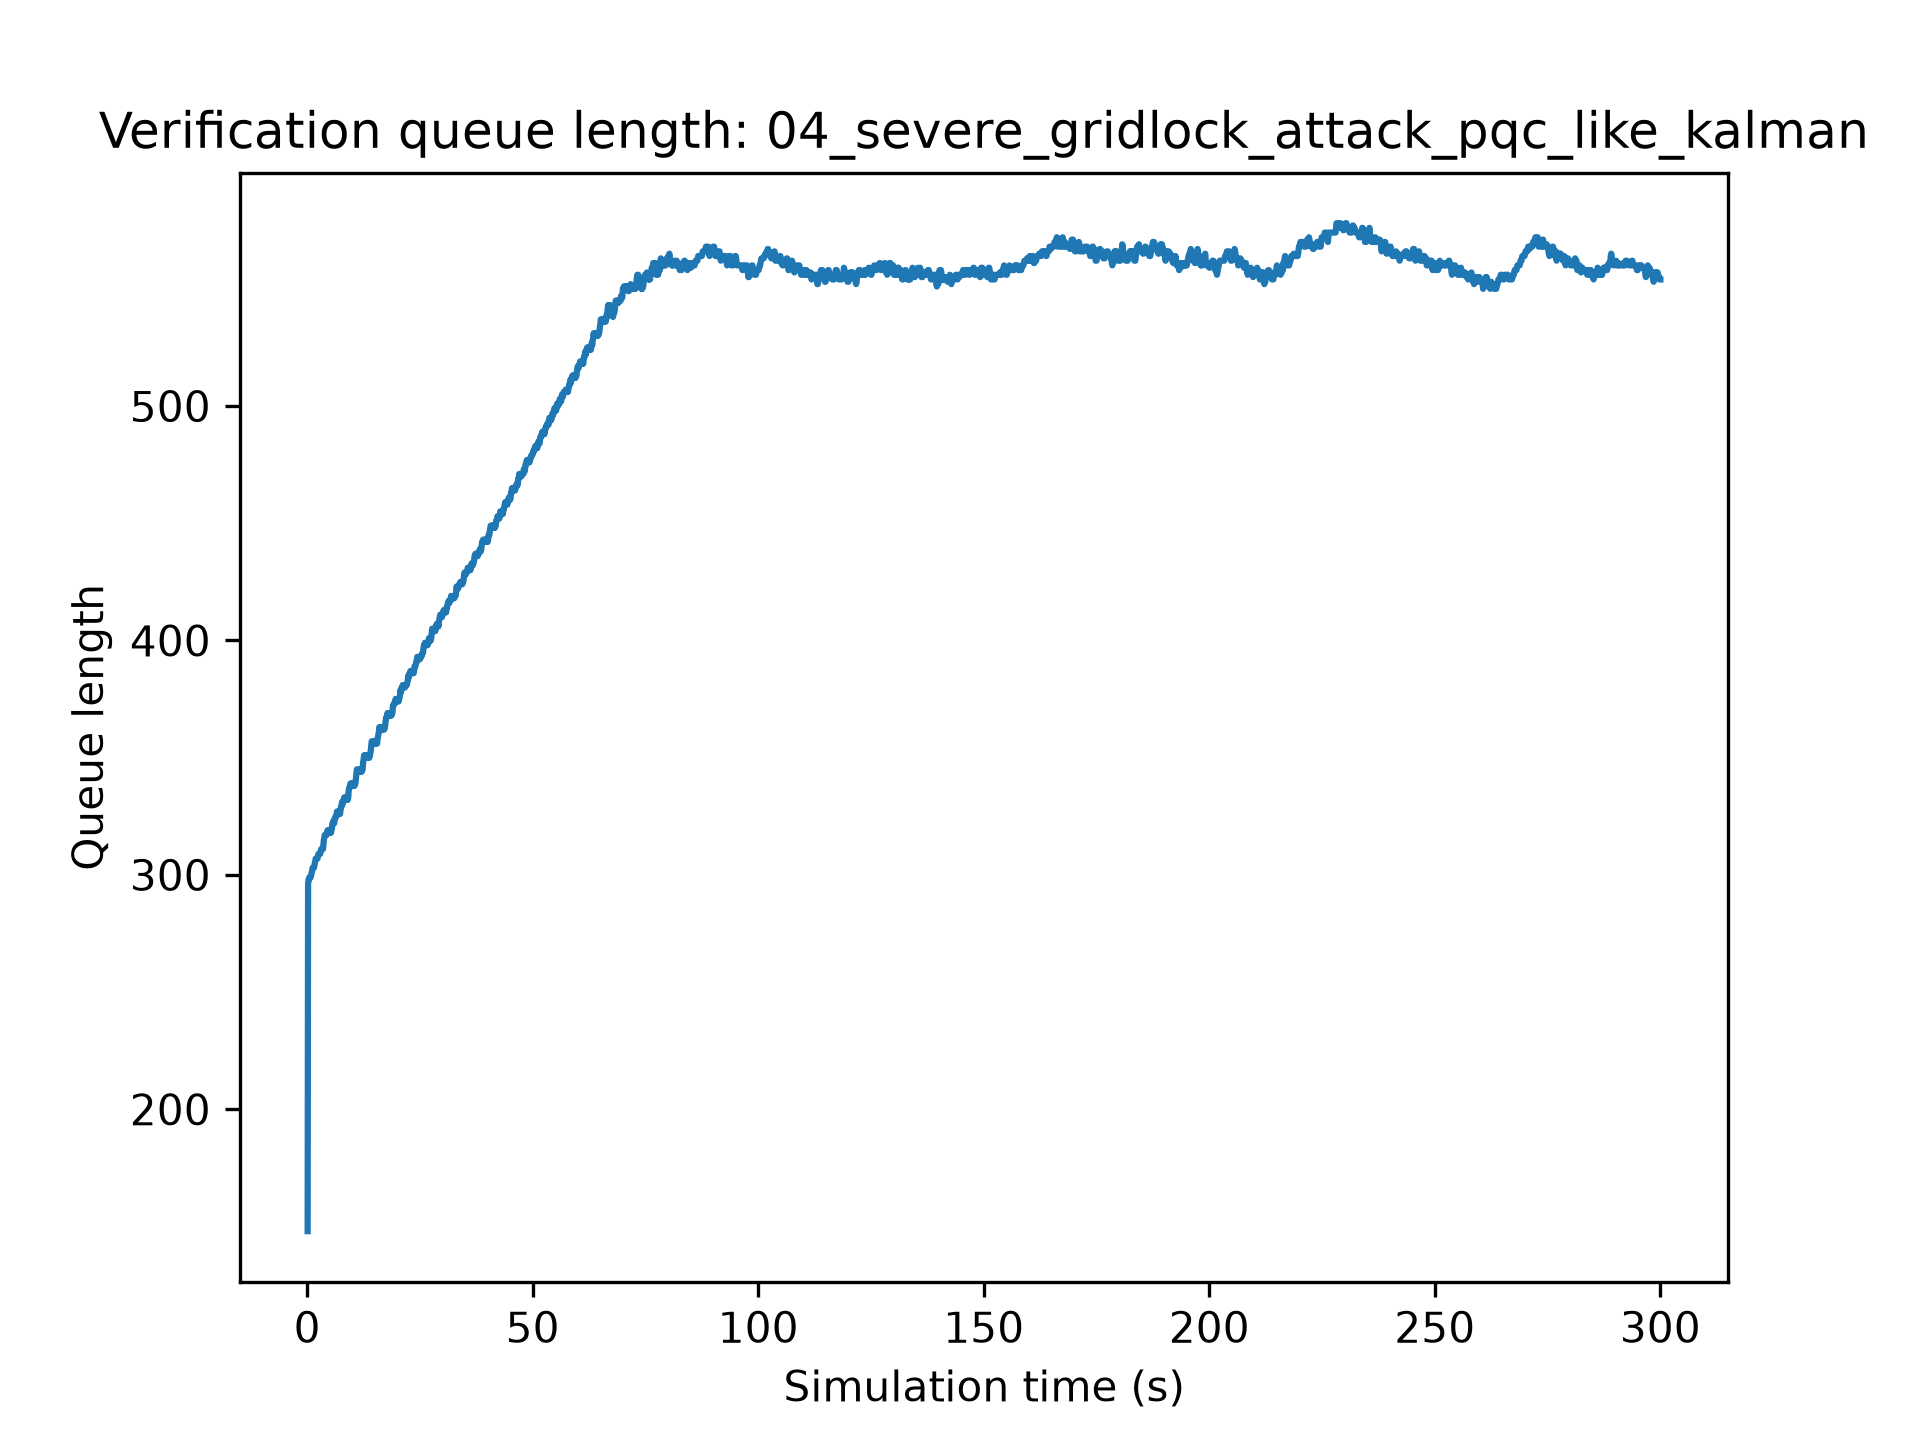 Verification queue length: 04_severe_gridlock_attack_pqc_like_kalman
Queue length
500
400
300
200
0 50 100 150 200 250 300
Simulation time (s)